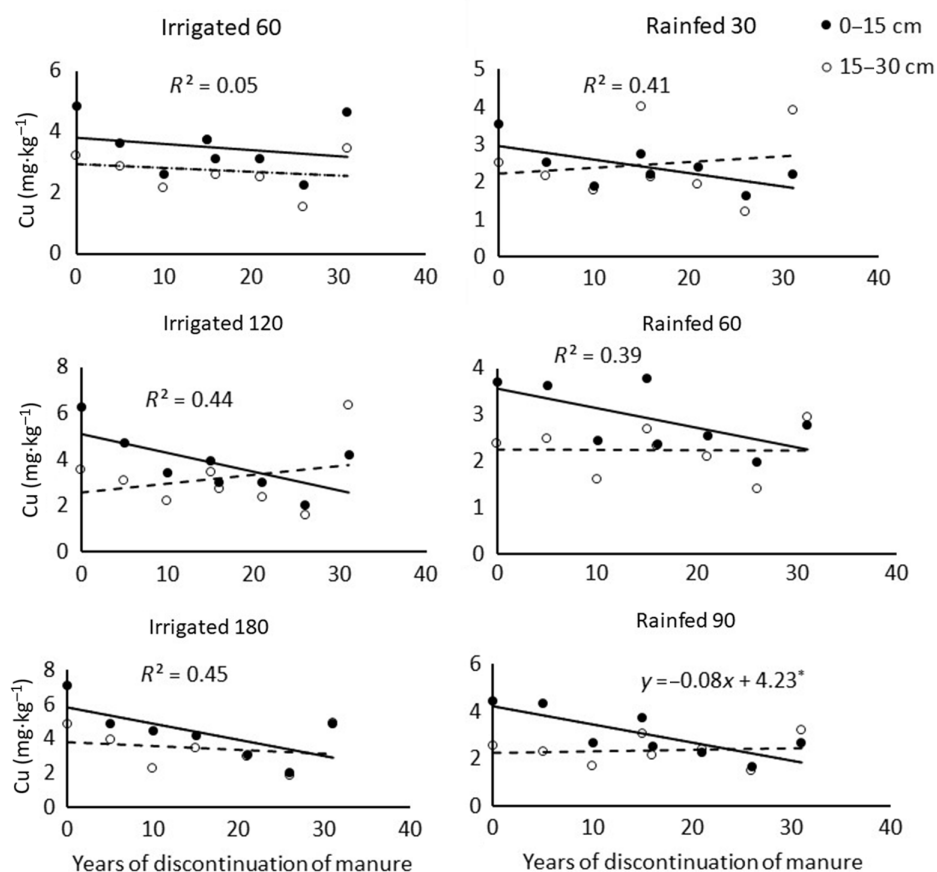 Irrigated 60
Rainfed 30
0–15 cm
15–30 cm
R² = 0.05
R² = 0.41
Cu (mg·kg⁻¹)
6
4
2
0
0 10 20 30 40
5
4
3
2
1
0
0 10 20 30 40
Irrigated 120
Rainfed 60
R² = 0.44
R² = 0.39
Cu (mg·kg⁻¹)
8
6
4
2
0
0 10 20 30 40
4
3
2
1
0
0 10 20 30 40
Irrigated 180
Rainfed 90
R² = 0.45
y =–0.08x + 4.23*
Cu (mg·kg⁻¹)
8
6
4
2
0
0 10 20 30 40
6
4
2
0
0 10 20 30 40
Years of discontinuation of manure
Years of discontinuation of manure